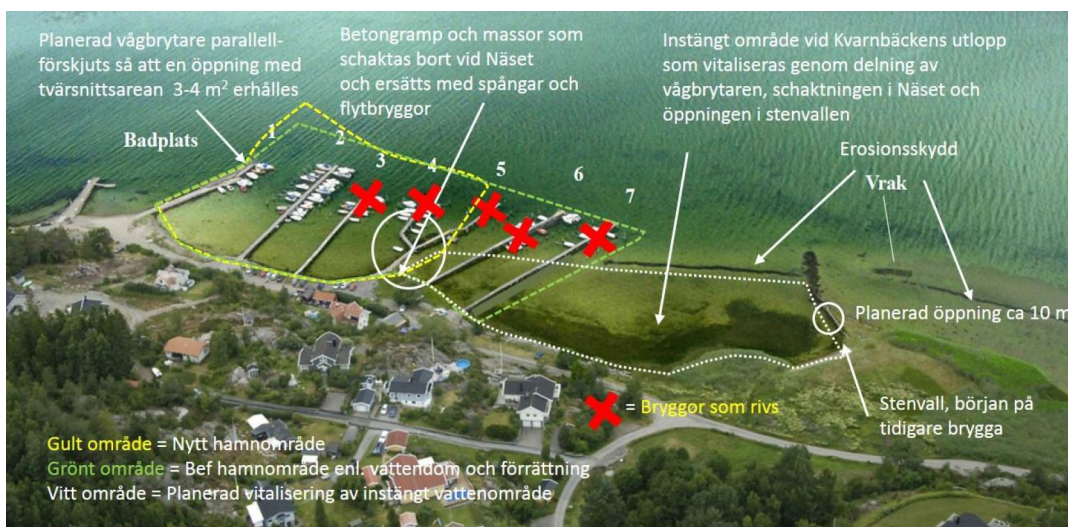 Planerad vågbrytare parallell-
förskjuts så att en öppning med
tvärsnittsarean 3-4 m² erhålles
Betongramp och massor som
schaktas bort vid Näset
och ersätts med spångar och
flytbryggor
Instängt område vid Kvarnbäckens utlopp
som vitaliseras genom delning av
vågbrytaren, schaktningen i Näset och
öppningen i stenvallen
Badplats
1
2
3
4
5
6
7
Erosionsskydd
Vrak
Planerad öppning ca 10 m
= Bryggor som rivs
Stenvall, början på
tidigare brygga
Gult område = Nytt hamnområde
Grönt område = Bef hamnområde enl. vattendom och förrättning
Vitt område = Planerad vitalisering av instängt vattenområde